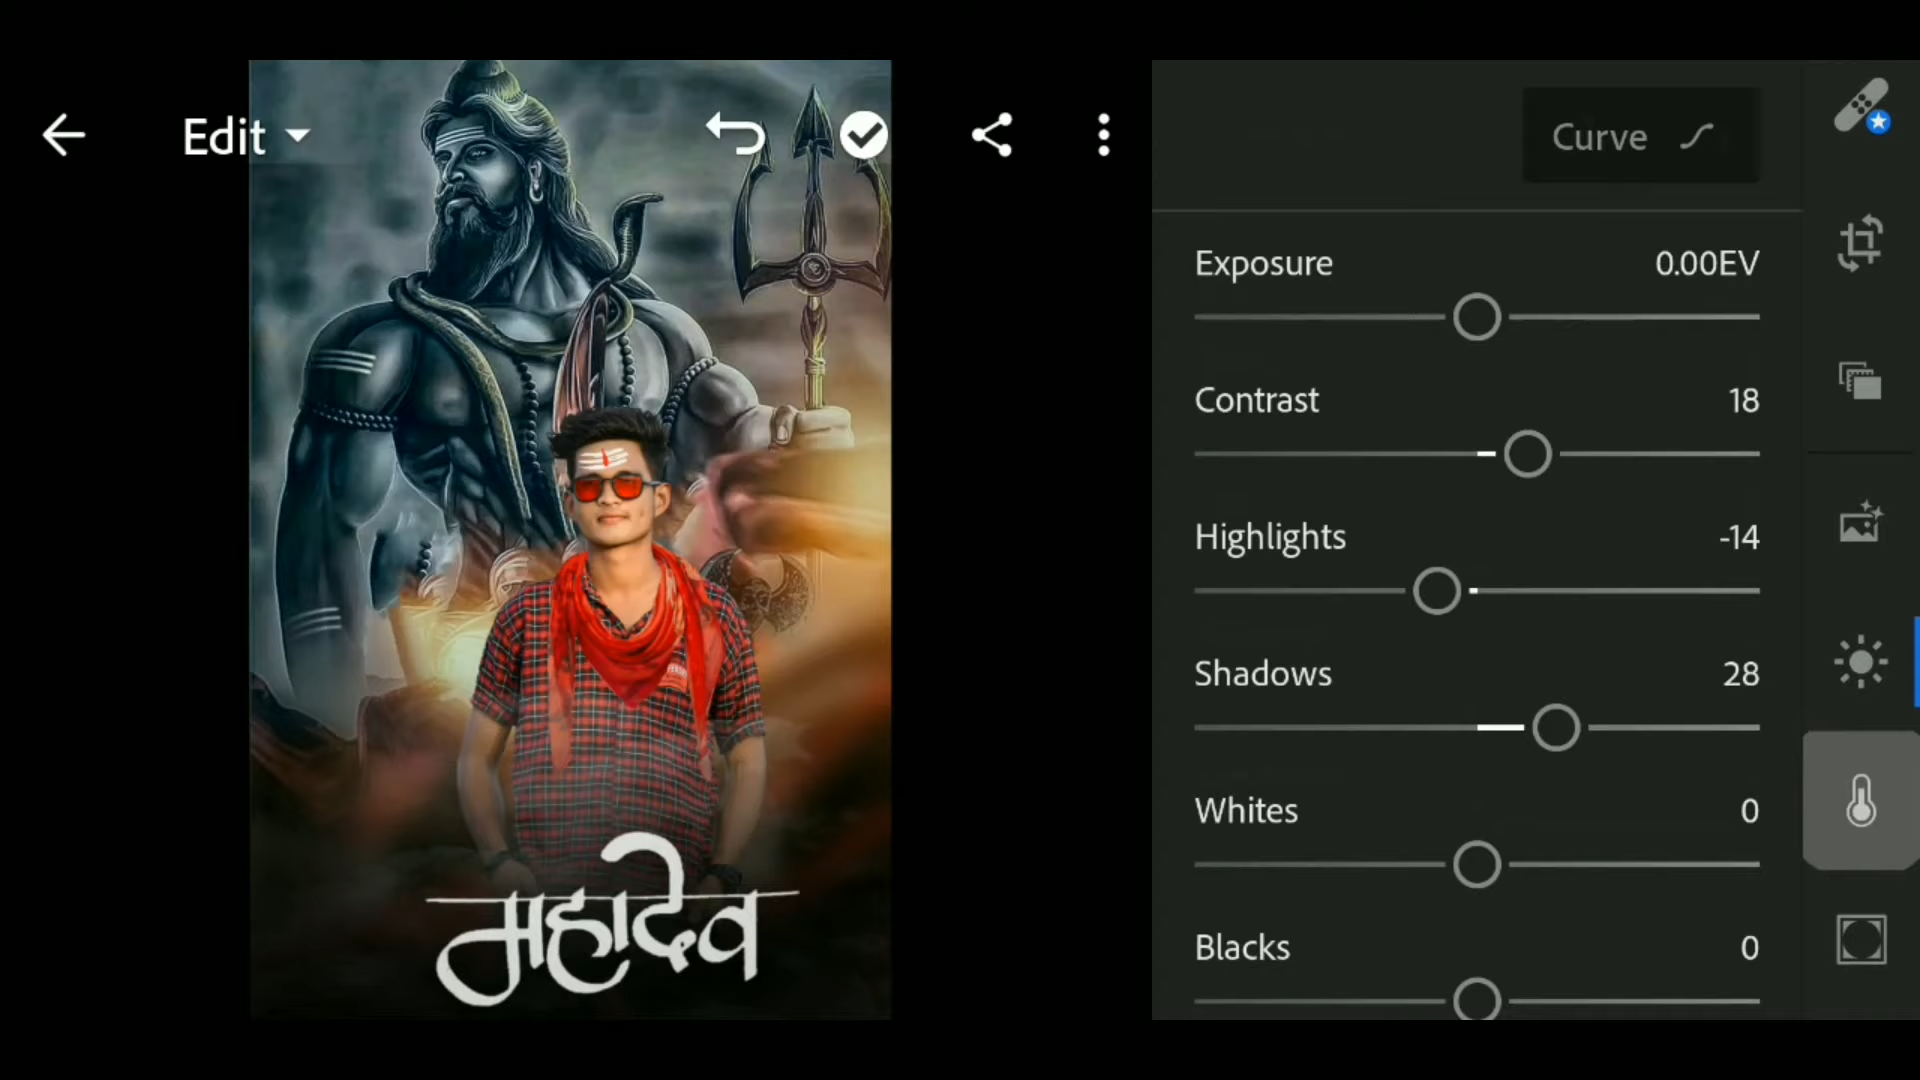 Edit
Curve
Exposure 0.00EV
Contrast 18
Highlights -14
Shadows 28
Whites 0
Blacks 0
महादेव